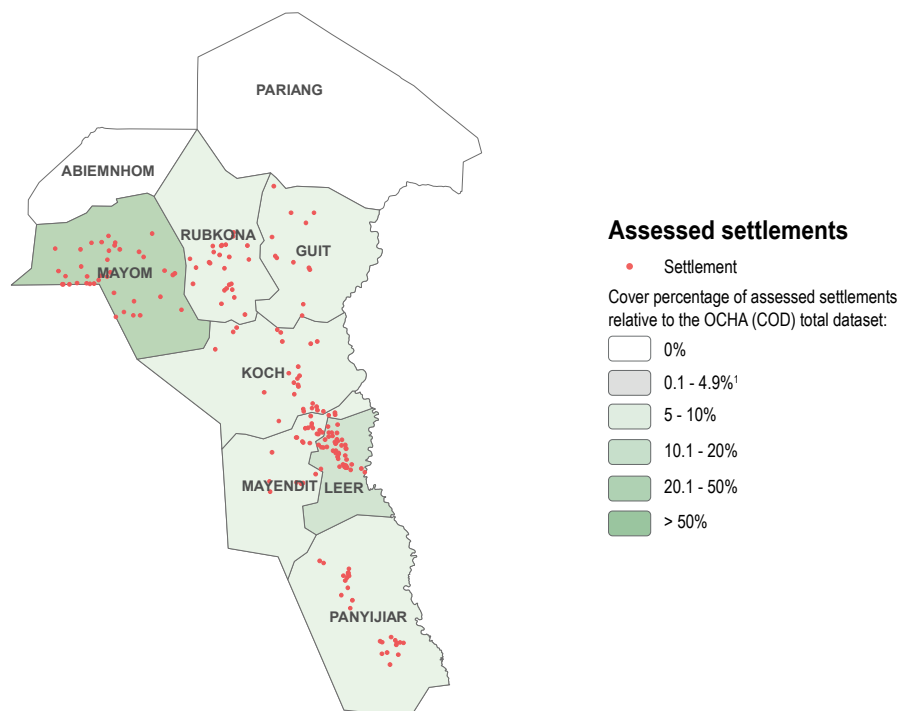 PARIANG
ABIEMNHOM
RUBKONA
GUIT
MAYOM
KOCH
MAYENDIT
LEER
PANYIJIAR
Assessed settlements
Settlement
Cover percentage of assessed settlements
relative to the OCHA (COD) total dataset:
0%
0.1 - 4.9%¹
5 - 10%
10.1 - 20%
20.1 - 50%
> 50%